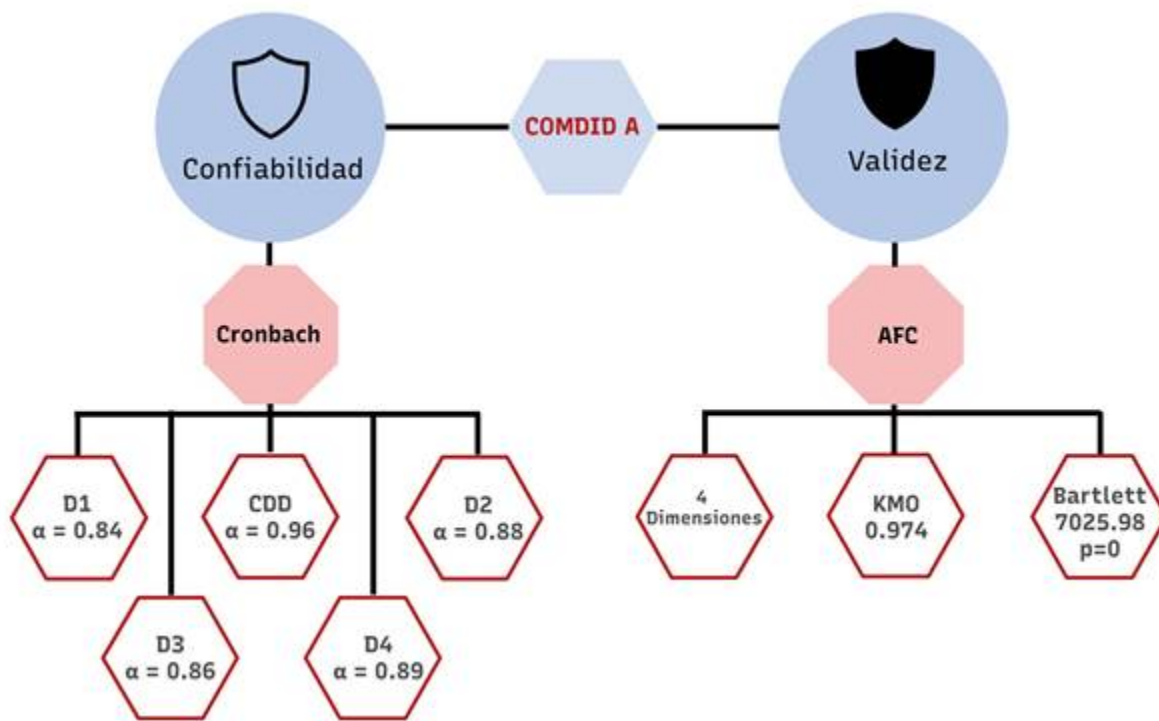 Confiabilidad
COMDID A
Validez
Cronbach
AFC
D1
α = 0.84
CDD
α = 0.96
D2
α = 0.88
4
Dimensiones
KMO
0.974
Bartlett
7025.98
p=0
D3
α = 0.86
D4
α = 0.89